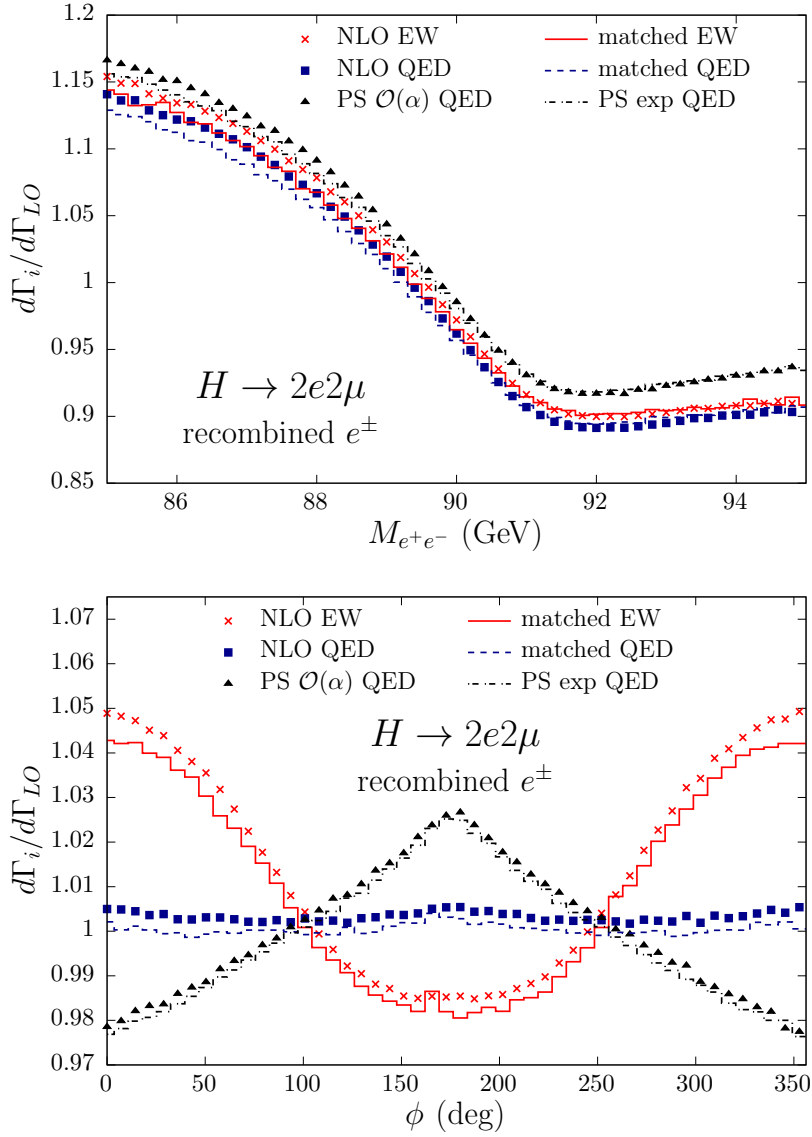 1.2
1.15
1.1
1.05
1
0.95
0.9
0.85
dΓ_i/dΓ_{LO}
NLO EW
NLO QED
PS 𝒪(α) QED
matched EW
matched QED
PS exp QED
H → 2e2μ
recombined e^±
86 88 90 92 94
M_{e^+e^-} (GeV)
1.07
1.06
1.05
1.04
1.03
1.02
1.01
1
0.99
0.98
0.97
dΓ_i/dΓ_{LO}
NLO EW
NLO QED
PS 𝒪(α) QED
matched EW
matched QED
PS exp QED
H → 2e2μ
recombined e^±
0 50 100 150 200 250 300 350
ϕ (deg)